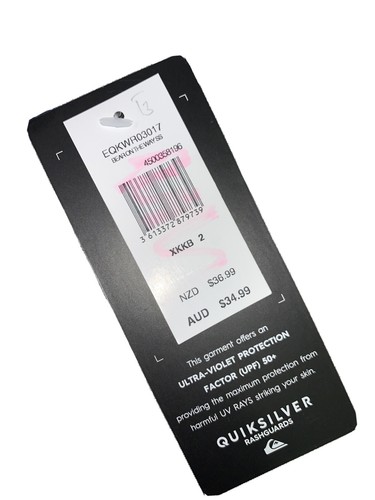 EQKWR03017
BEAR ON THE WAY SS
4500358196
3 613372 879739
XKKB 2
NZD $36.99
AUD $34.99
This garment offers an
ULTRA-VIOLET PROTECTION
FACTOR (UPF) 50+
providing the maximum protection from
harmful UV RAYS striking your skin.
QUIKSILVER
RASHGUARDS